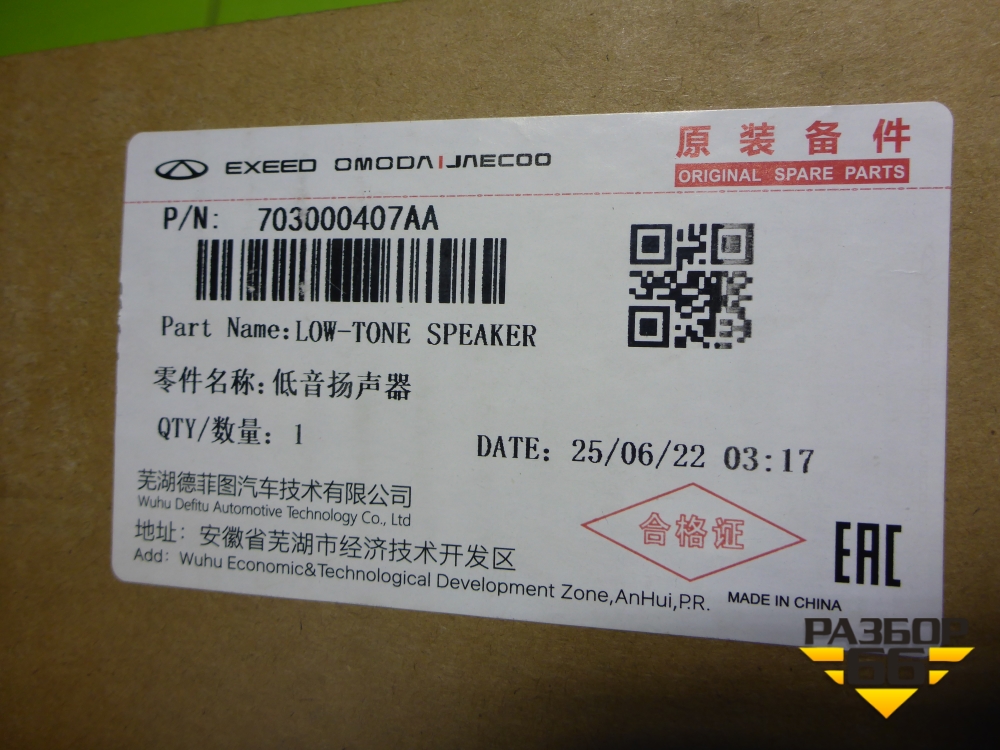 EXEED OMODA|JAECOO
原装备件
ORIGINAL SPARE PARTS
P/N: 703000407AA
Part Name:LOW-TONE SPEAKER
零件名称:低音扬声器
QTY/数量: 1
DATE: 25/06/22 03:17
芜湖德菲图汽车技术有限公司
Wuhu Defitu Automotive Technology Co., Ltd
地址: 安徽省芜湖市经济技术开发区
Add: Wuhu Economic&Technological Development Zone,AnHui,P.R.
合格证
EAC
MADE IN CHINA
РАЗБОР
66